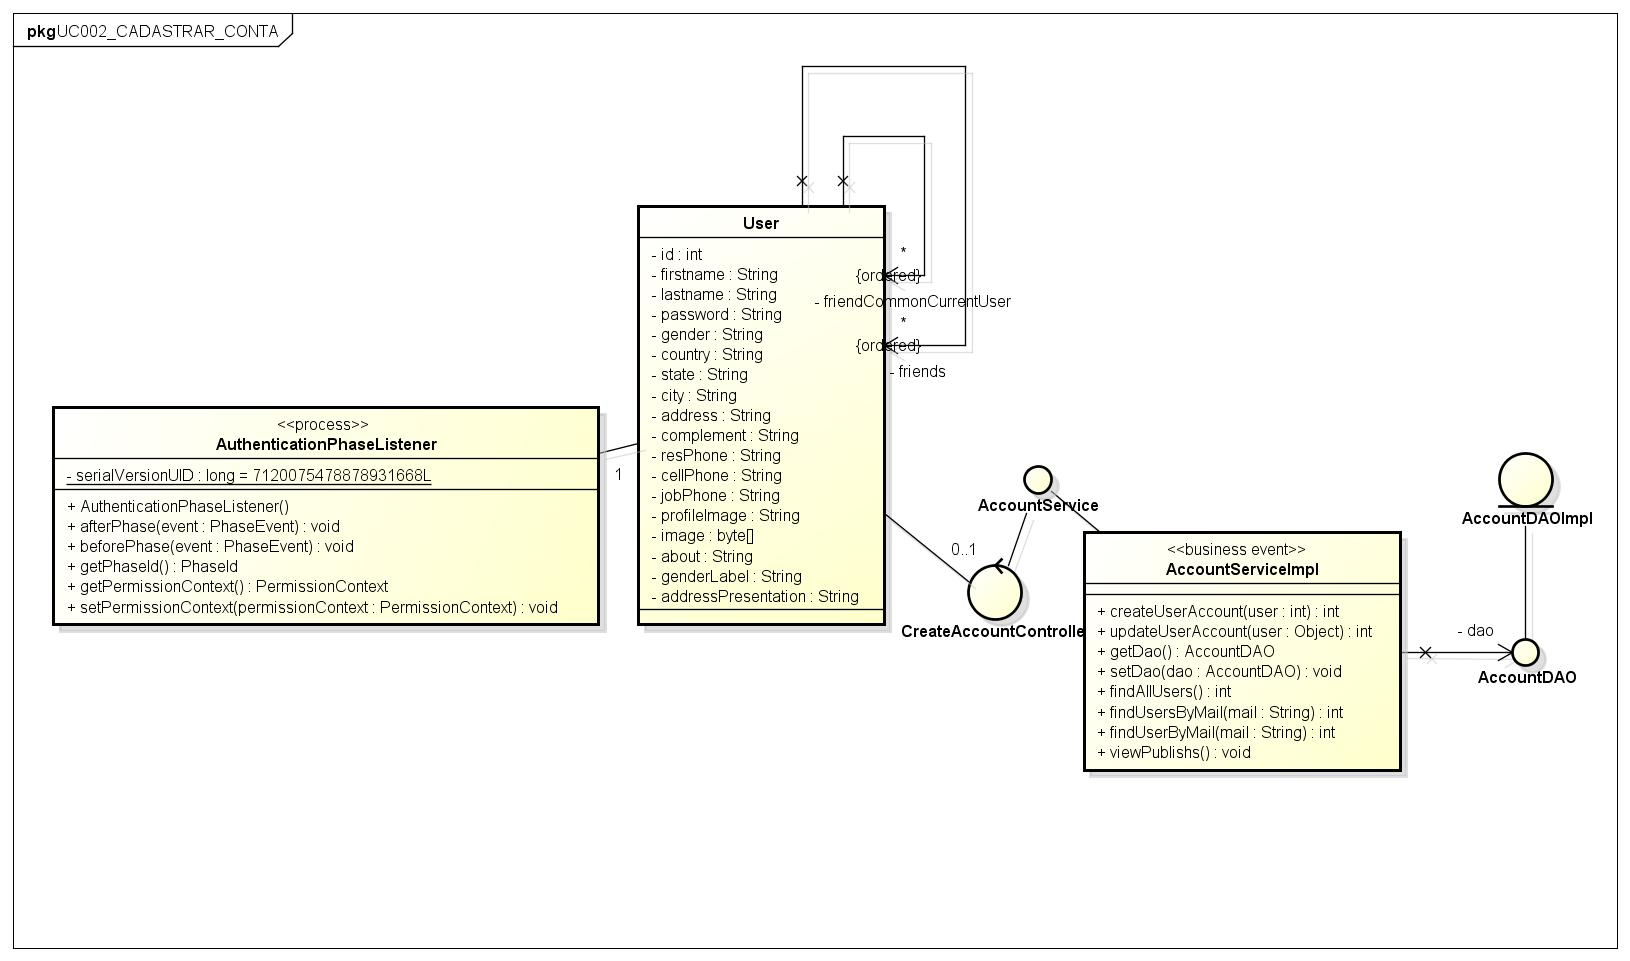 pkg UC002_CADASTRAR_CONTA
User
- id : int
- firstname : String
- lastname : String
- password : String
- gender : String
- country : String
- state : String
- city : String
- address : String
- complement : String
- resPhone : String
- cellPhone : String
- jobPhone : String
- profileImage : String
- image : byte[]
- about : String
- genderLabel : String
- addressPresentation : String
*
{ordered}
- friendCommonCurrentUser
*
{ordered}
- friends
<<process>>
AuthenticationPhaseListener
- serialVersionUID : long = 7120075478878931668L
+ AuthenticationPhaseListener()
+ afterPhase(event : PhaseEvent) : void
+ beforePhase(event : PhaseEvent) : void
+ getPhaseId() : PhaseId
+ getPermissionContext() : PermissionContext
+ setPermissionContext(permissionContext : PermissionContext) : void
1
AccountService
0..1
CreateAccountControlle
<<business event>>
AccountServiceImpl
+ createUserAccount(user : int) : int
+ updateUserAccount(user : Object) : int
+ getDao() : AccountDAO
+ setDao(dao : AccountDAO) : void
+ findAllUsers() : int
+ findUsersByMail(mail : String) : int
+ findUserByMail(mail : String) : int
+ viewPublishs() : void
AccountDAOImpl
- dao
AccountDAO